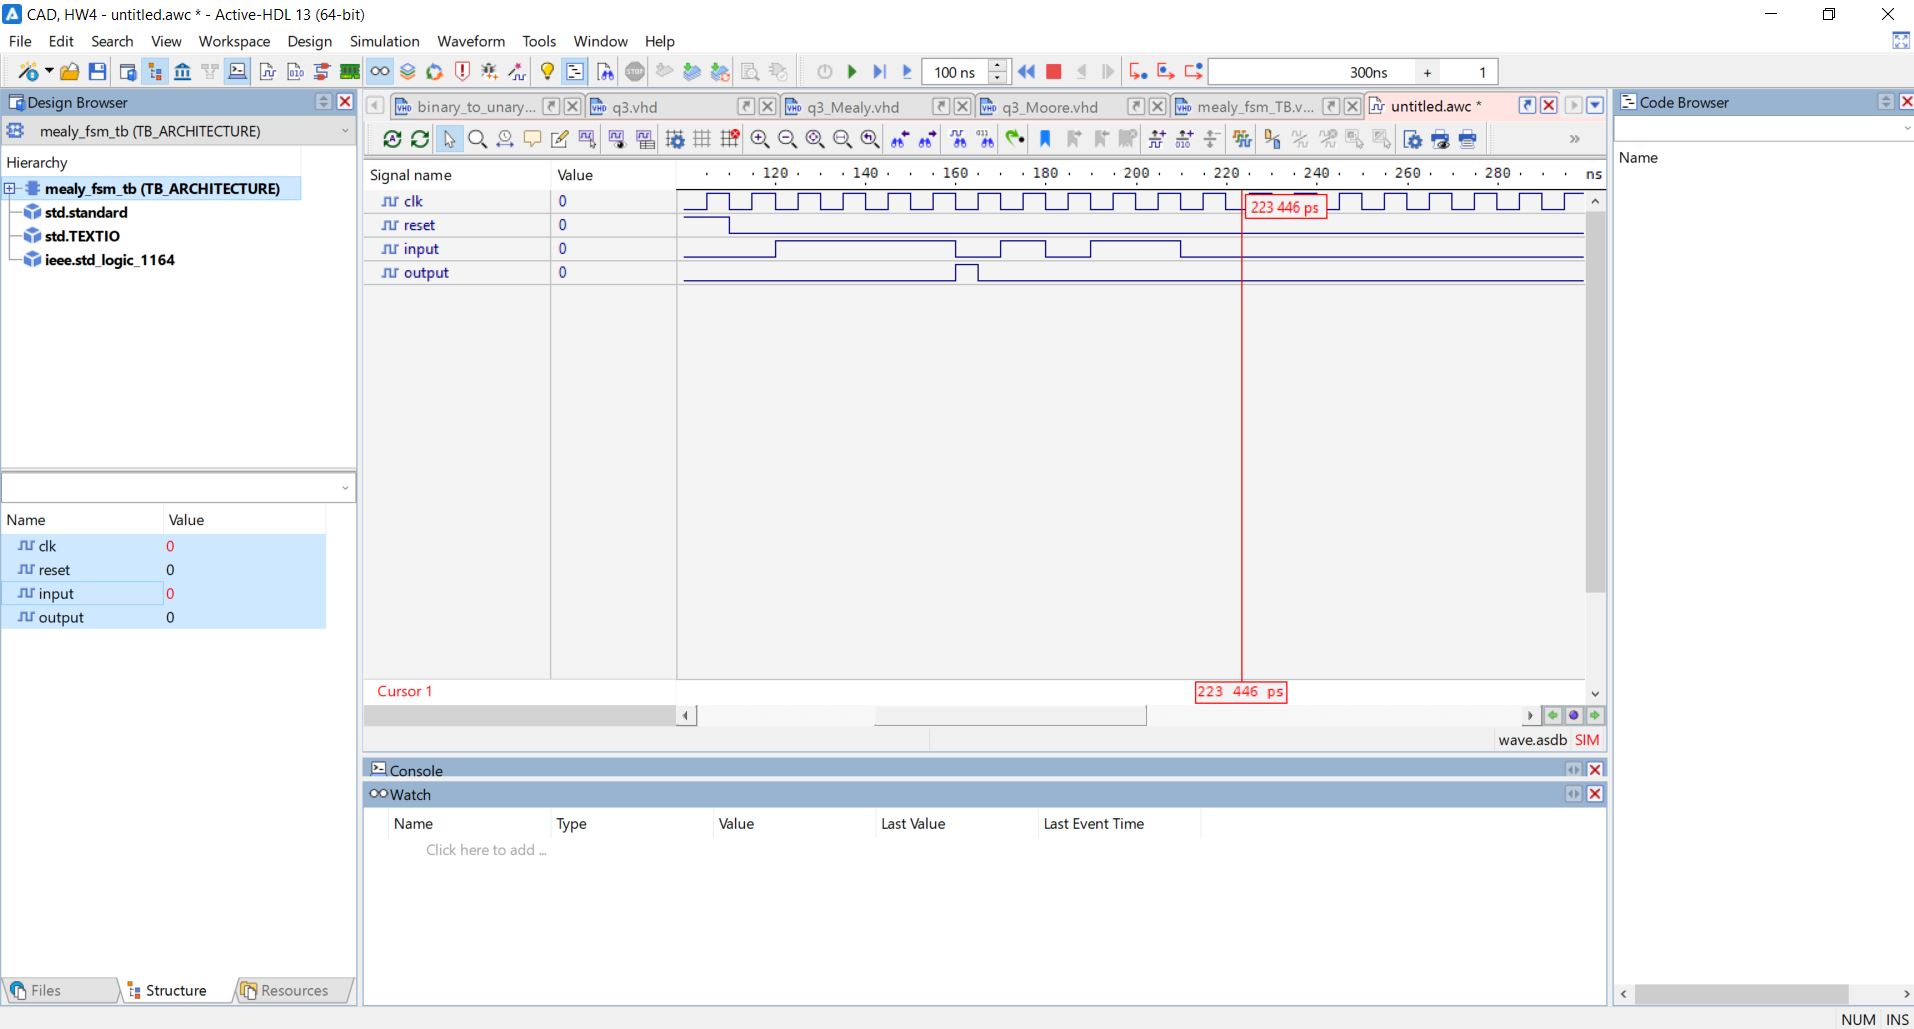 CAD, HW4 - untitled.awc * - Active-HDL 13 (64-bit)
File Edit Search View Workspace Design Simulation Waveform Tools Window Help
100 ns 300ns + 1
Design Browser
mealy_fsm_tb (TB_ARCHITECTURE)
Hierarchy
mealy_fsm_tb (TB_ARCHITECTURE)
std.standard
std.TEXTIO
ieee.std_logic_1164
Name Value
clk 0
reset 0
input 0
output 0
Files Structure Resources
binary_to_unary... q3.vhd q3_Mealy.vhd q3_Moore.vhd mealy_fsm_TB.v... untitled.awc *
Signal name Value 120 140 160 180 200 220 240 260 280 ns
clk 0
223 446 ps
reset 0
input 0
output 0
Cursor 1 223 446 ps
wave.asdb SIM
Console
Watch
Name Type Value Last Value Last Event Time
Click here to add ...
Code Browser
Name
NUM INS